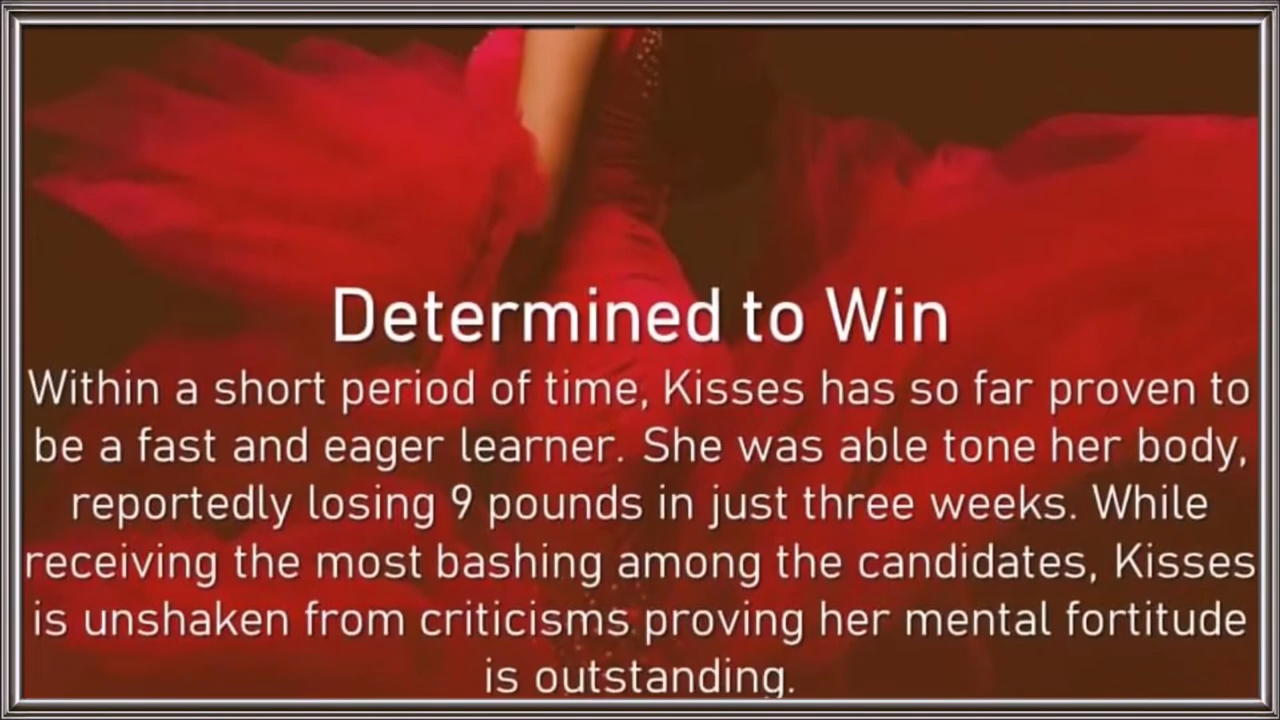 Determined to Win
Within a short period of time, Kisses has so far proven to
be a fast and eager learner. She was able tone her body,
reportedly losing 9 pounds in just three weeks. While
receiving the most bashing among the candidates, Kisses
is unshaken from criticisms proving her mental fortitude
is outstanding.